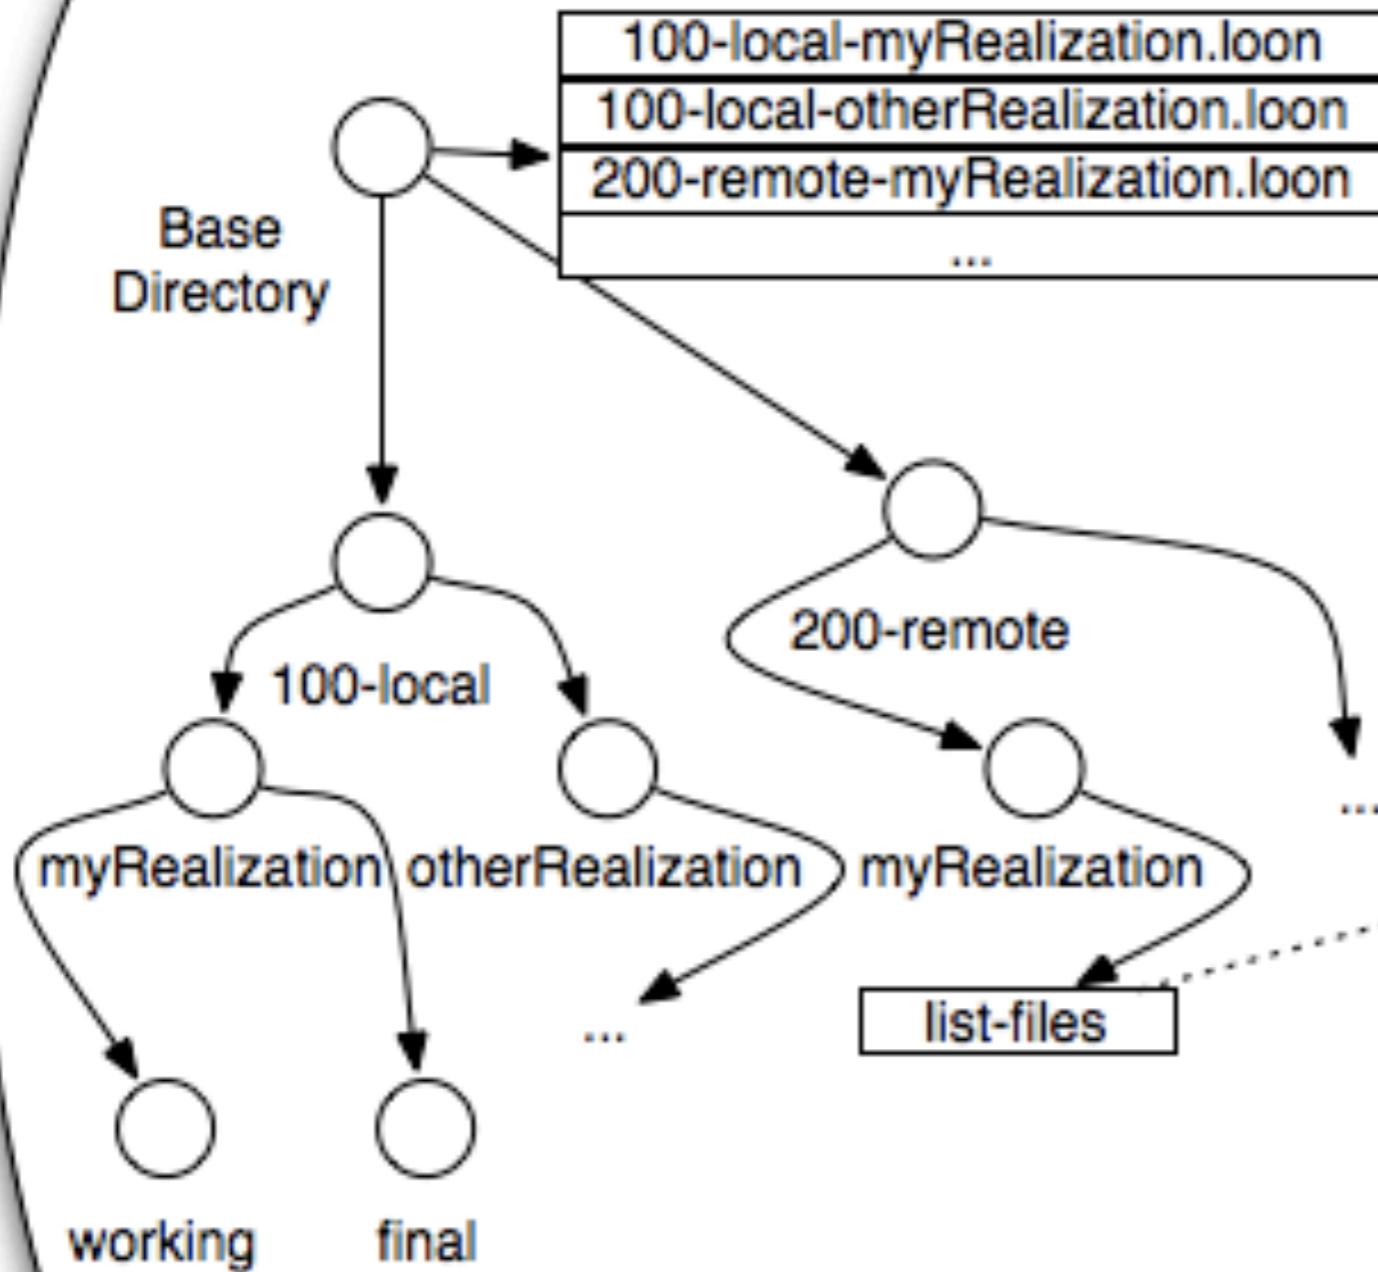 100-local-myRealization.loon
100-local-otherRealization.loon
200-remote-myRealization.loon
...
Base
Directory
200-remote
100-local
...
myRealization
otherRealization
myRealization
...
list-files
working
final